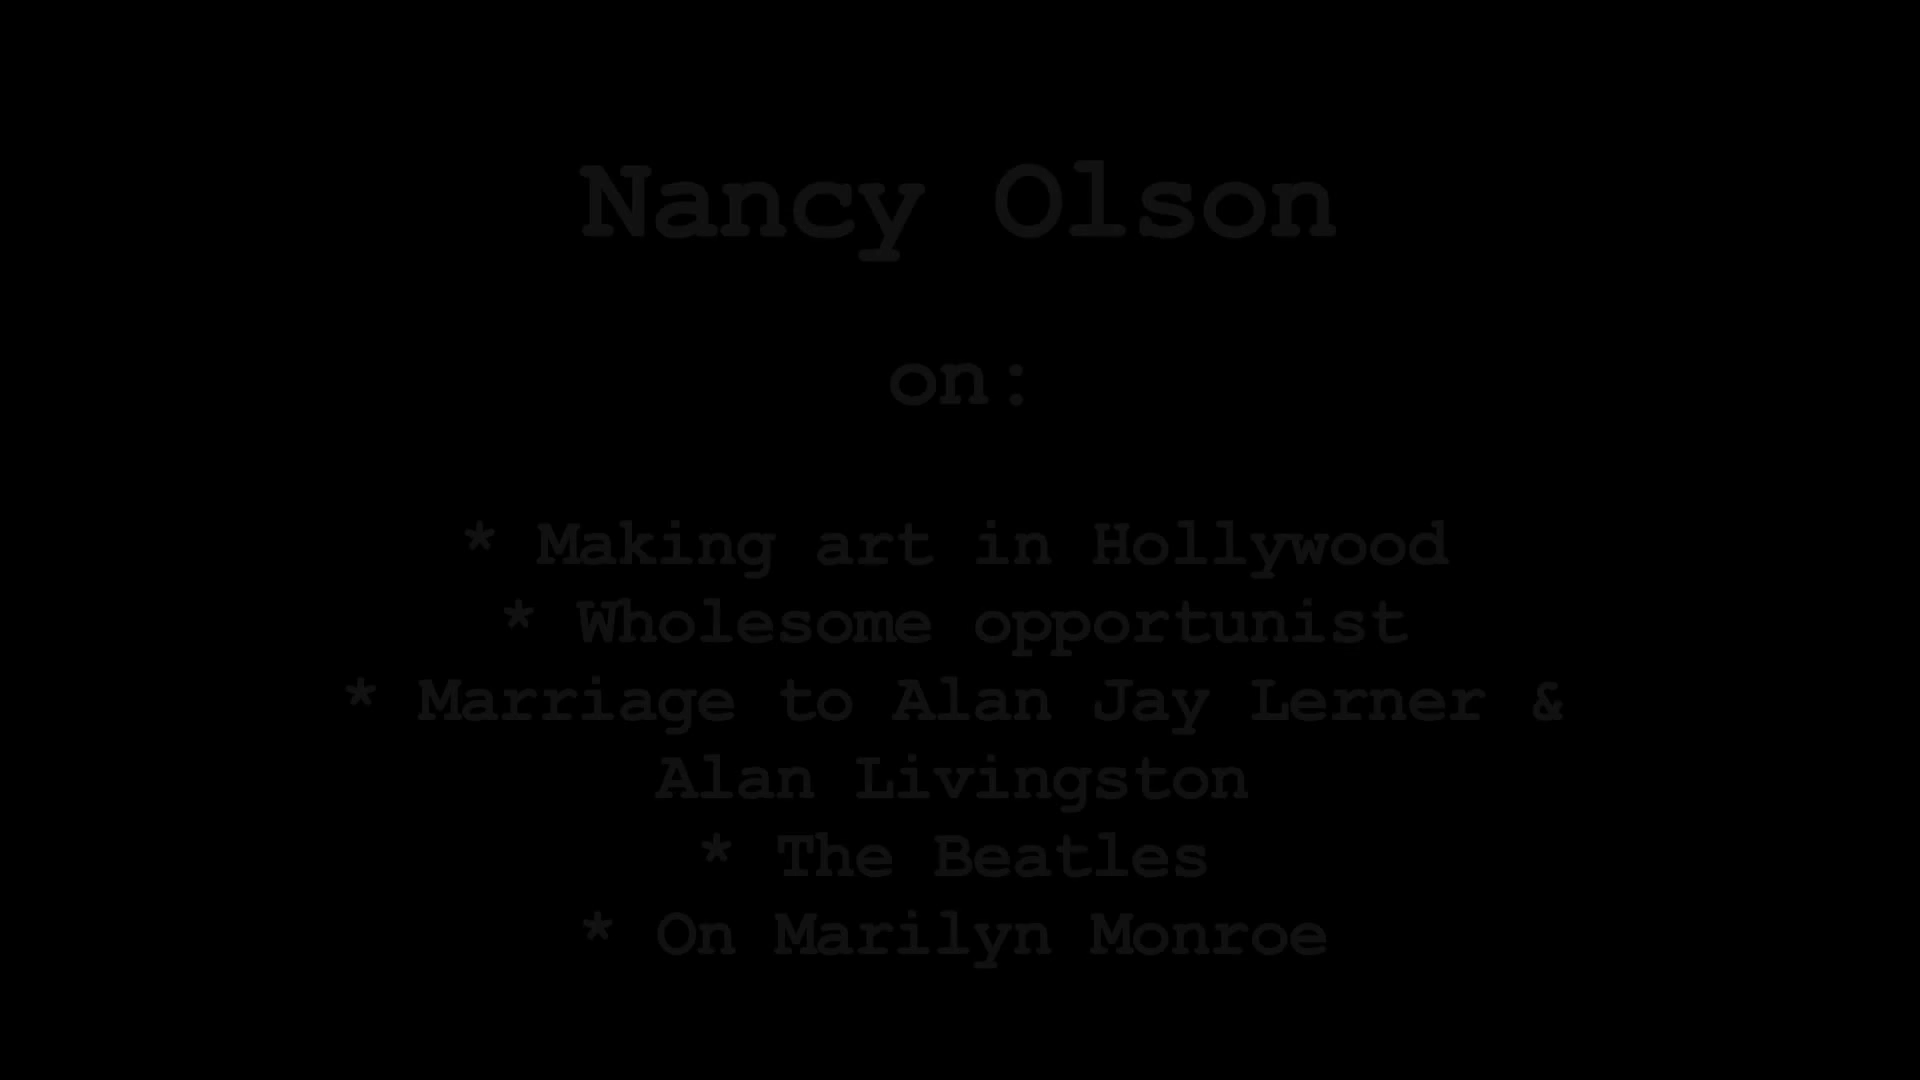 Nancy Olson
on:
* Making art in Hollywood
* Wholesome opportunist
* Marriage to Alan Jay Lerner &
Alan Livingston
* The Beatles
* On Marilyn Monroe